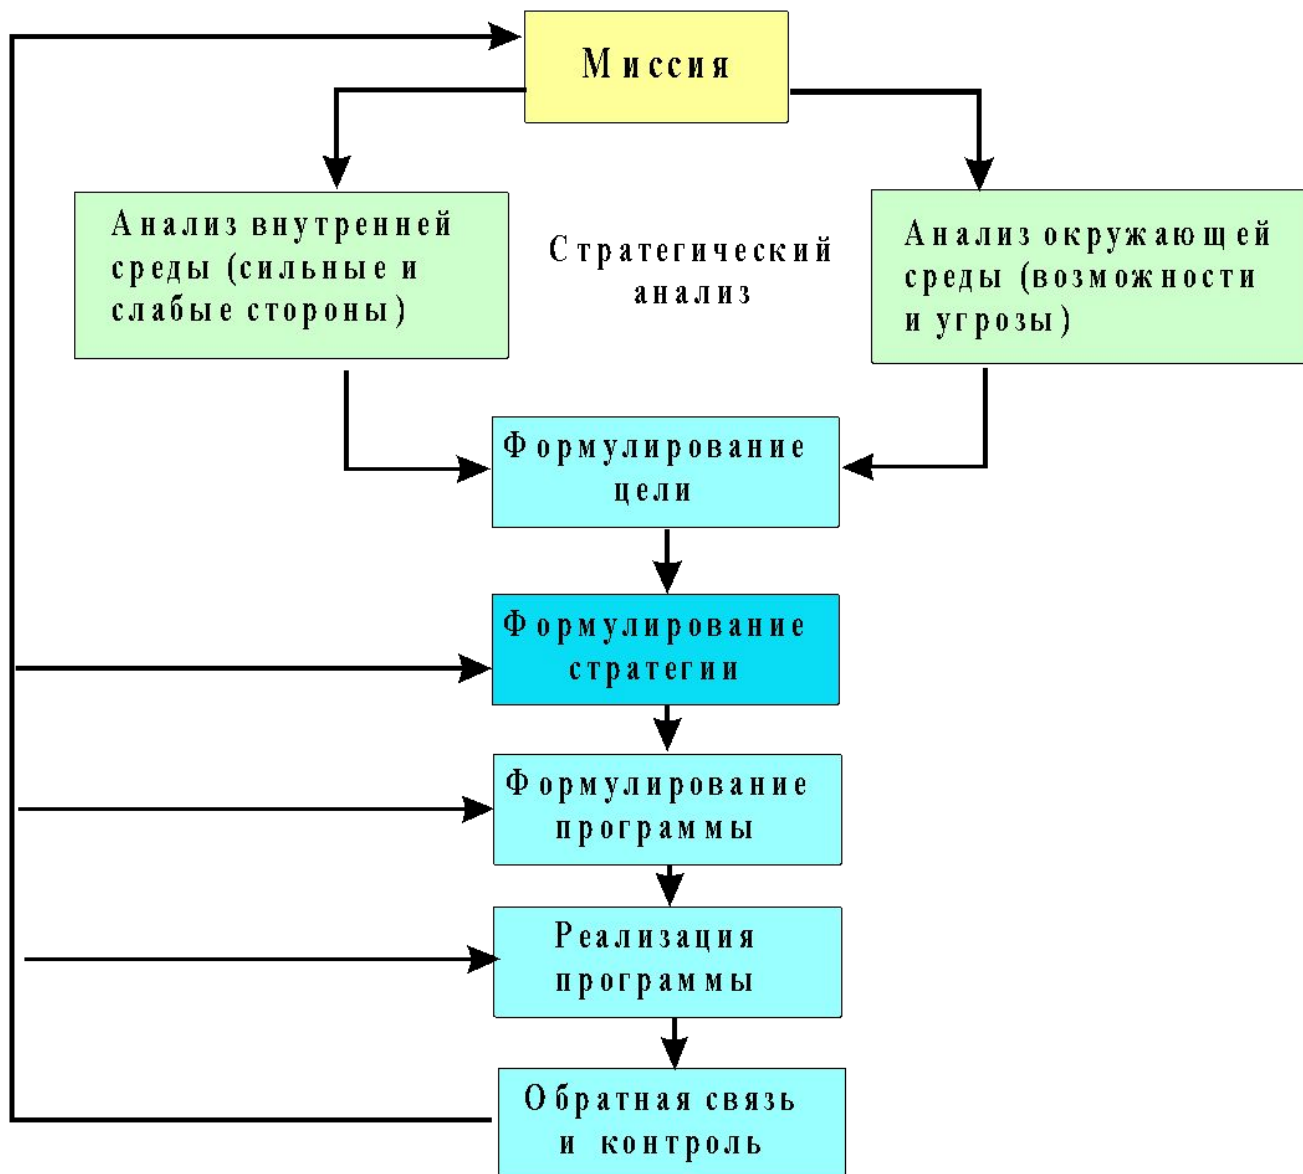 Миссия
Анализ внутренней
среды (сильные и
слабые стороны)
Стратегический
анализ
Анализ окружающей
среды (возможности
и угрозы)
Формулирование
цели
Формулирование
стратегии
Формулирование
программы
Реализация
программы
Обратная связь
и контроль